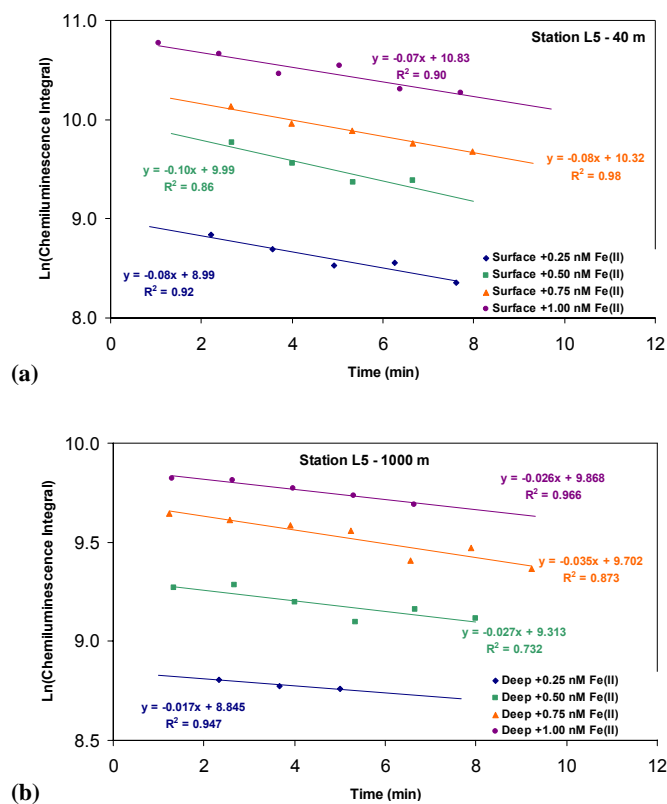 11.0
10.0
9.0
8.0
Ln(Chemiluminescence Integral)
Station L5 - 40 m
y = -0.07x + 10.83
R² = 0.90
y = -0.08x + 10.32
R² = 0.98
y = -0.10x + 9.99
R² = 0.86
y = -0.08x + 8.99
R² = 0.92
Surface +0.25 nM Fe(II)
Surface +0.50 nM Fe(II)
Surface +0.75 nM Fe(II)
Surface +1.00 nM Fe(II)
0 2 4 6 8 10 12
Time (min)
(a)
10.0
9.5
9.0
8.5
Ln(Chemiluminescence Integral)
Station L5 - 1000 m
y = -0.026x + 9.868
R² = 0.966
y = -0.035x + 9.702
R² = 0.873
y = -0.027x + 9.313
R² = 0.732
y = -0.017x + 8.845
R² = 0.947
Deep +0.25 nM Fe(II)
Deep +0.50 nM Fe(II)
Deep +0.75 nM Fe(II)
Deep +1.00 nM Fe(II)
0 2 4 6 8 10 12
Time (min)
(b)